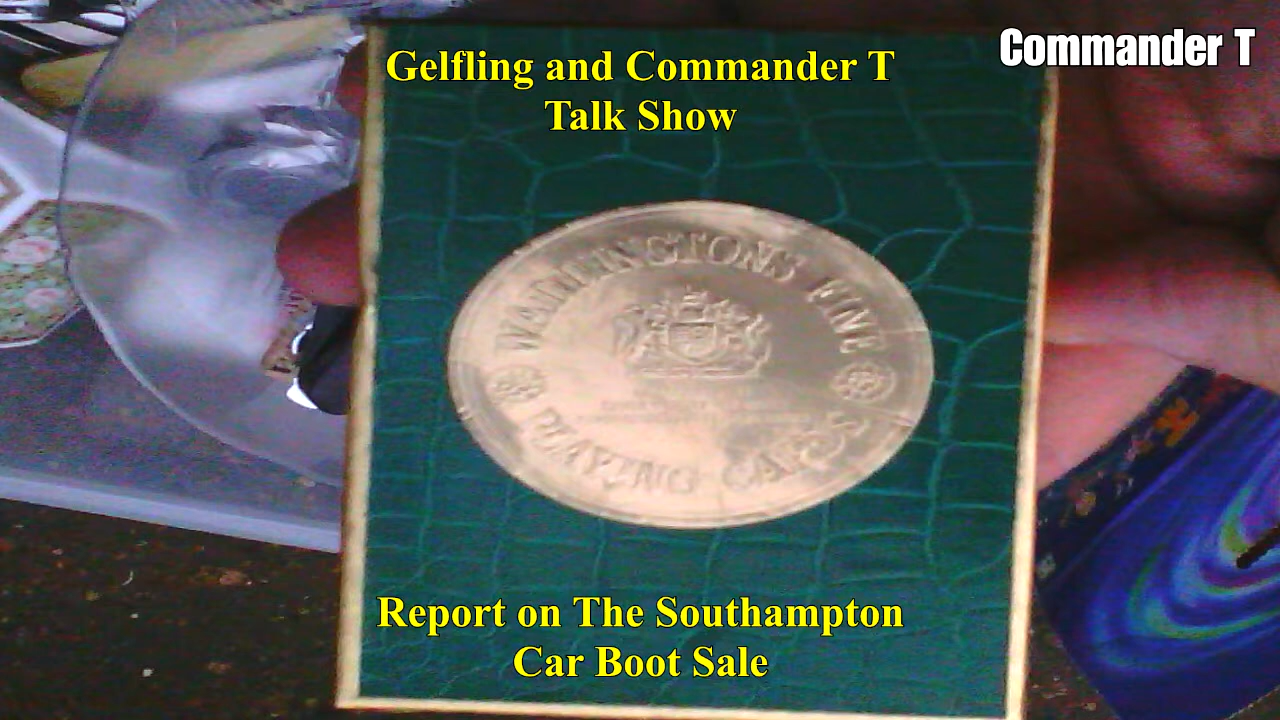 Commander T
Gelfling and Commander T
Talk Show
WADDINGTONS FINE
PLAYING CARDS
Report on The Southampton
Car Boot Sale